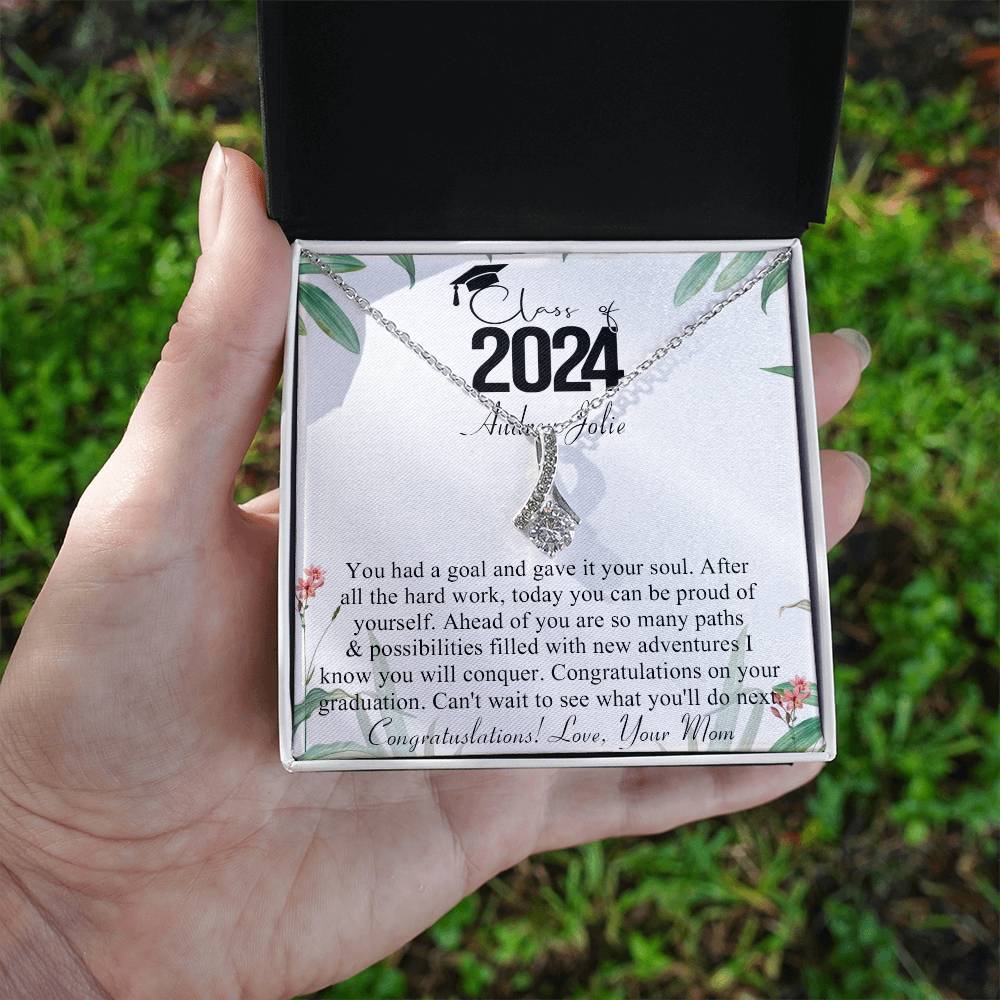 Class of
2024
Jolie
You had a goal and gave it your soul. After
all the hard work, today you can be proud of
yourself. Ahead of you are so many paths
& possibilities filled with new adventures I
know you will conquer. Congratulations on your
graduation. Can't wait to see what you'll do next.
Congratuslations! Love, Your Mom